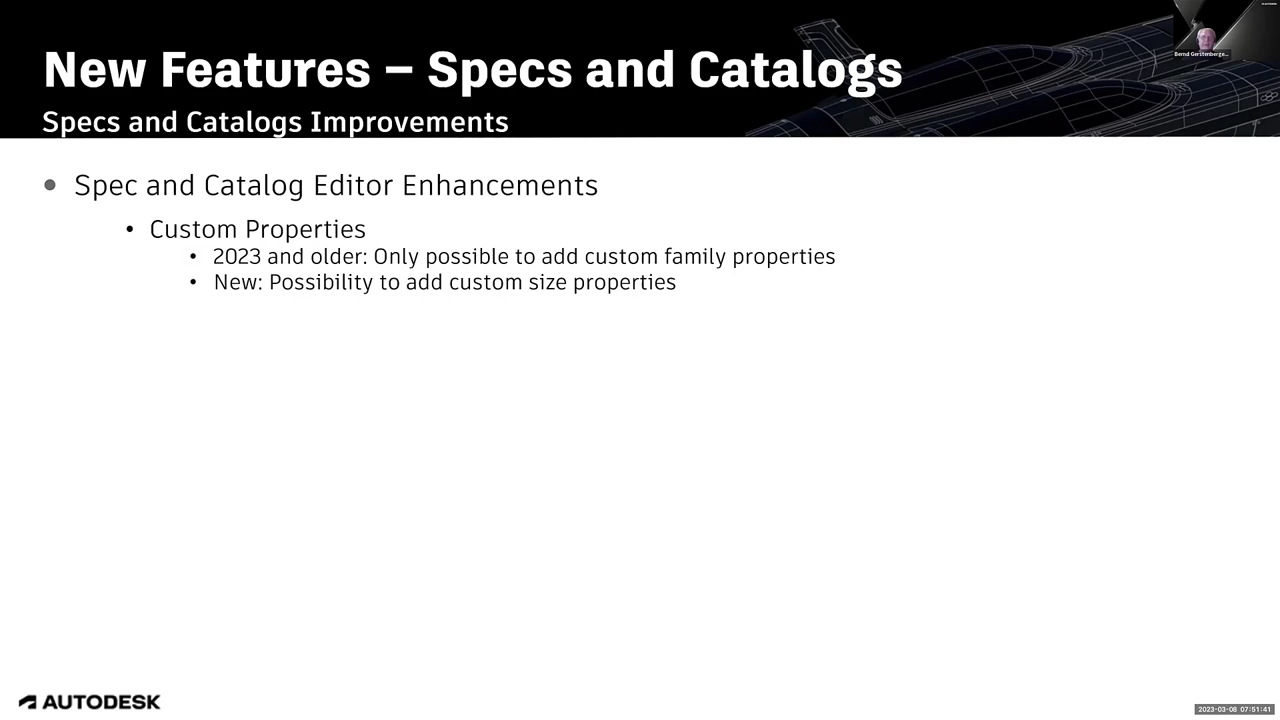 New Features – Specs and Catalogs
Specs and Catalogs Improvements
Bernd Gerstenberge...
• Spec and Catalog Editor Enhancements
• Custom Properties
• 2023 and older: Only possible to add custom family properties
• New: Possibility to add custom size properties
AUTODESK
2023-03-08 07:51:41